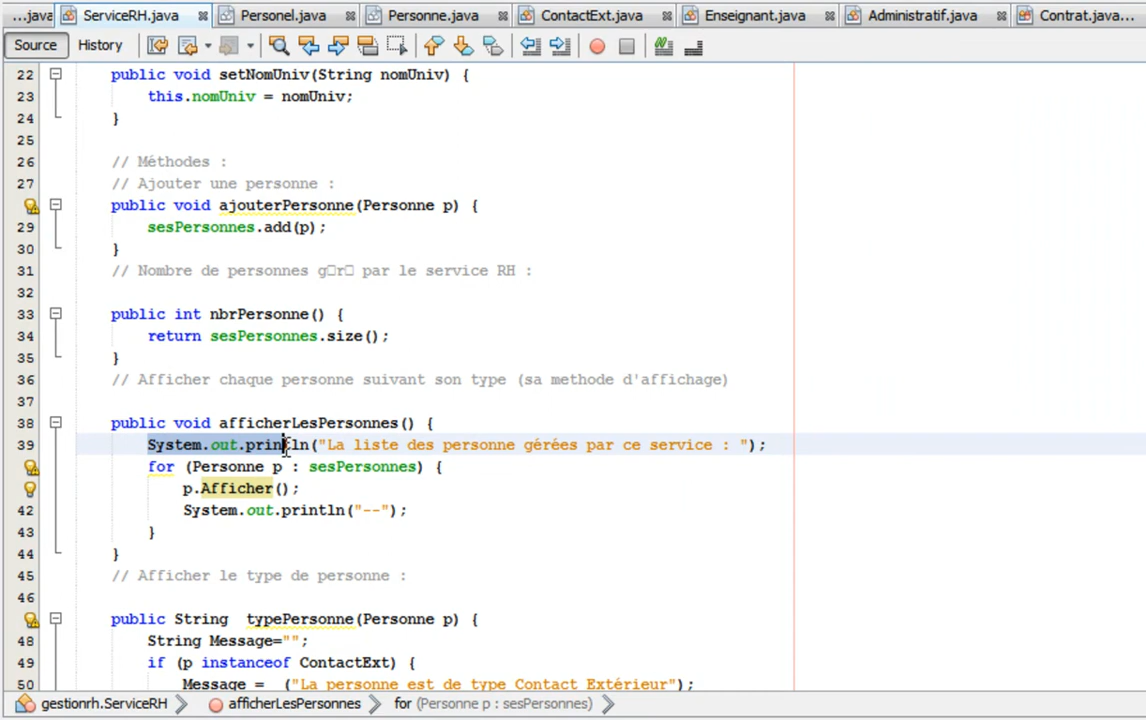 ...java ServiceRH.java Personel.java Personne.java ContactExt.java Enseignant.java Administratif.java Contrat.java...
Source History
22 public void setNomUniv(String nomUniv) {
23 this.nomUniv = nomUniv;
24 }
25
26 // Méthodes :
27 // Ajouter une personne :
public void ajouterPersonne(Personne p) {
29 sesPersonnes.add(p);
30 }
31 // Nombre de personnes g□r□ par le service RH :
32
33 public int nbrPersonne() {
34 return sesPersonnes.size();
35 }
36 // Afficher chaque personne suivant son type (sa methode d'affichage)
37
38 public void afficherLesPersonnes() {
39 System.out.println("La liste des personne gérées par ce service : ");
for (Personne p : sesPersonnes) {
p.Afficher();
42 System.out.println("--");
43 }
44 }
45 // Afficher le type de personne :
46
public String typePersonne(Personne p) {
48 String Message="";
49 if (p instanceof ContactExt) {
50 Message = ("La personne est de type Contact Extérieur");
gestionrh.ServiceRH afficherLesPersonnes for (Personne p : sesPersonnes)